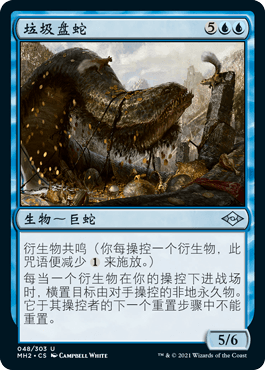 垃圾盘蛇 5
生物～巨蛇
衍生物共鸣（你每操控一个衍生物，此
咒语便减少 1 来施放。）
每当一个衍生物在你的操控下进战场
时，横置目标由对手操控的非地永久物。
它于其操控者的下一个重置步骤中不能
重置。
5/6
048/303 U
MH2 • CS CAMPBELL WHITE
™ & © 2021 Wizards of the Coast